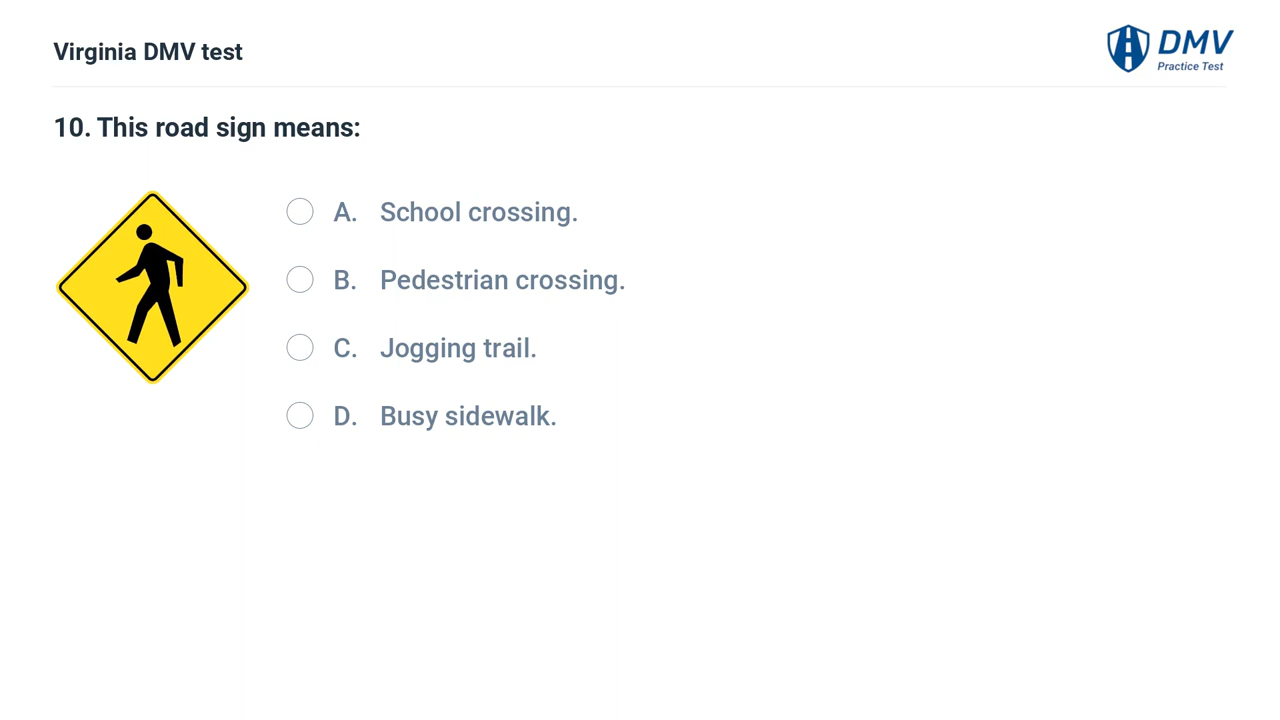 Virginia DMV test
DMV
Practice Test
10. This road sign means:
A. School crossing.
B. Pedestrian crossing.
C. Jogging trail.
D. Busy sidewalk.